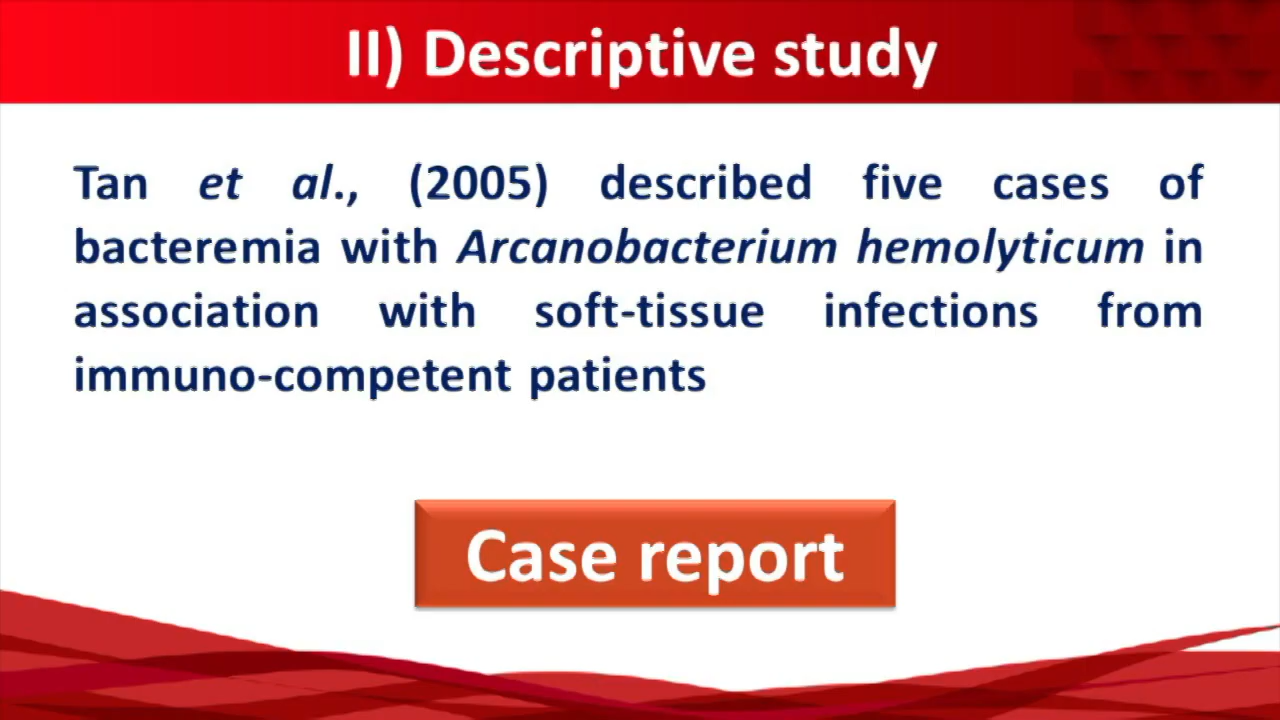 II) Descriptive study
Tan et al., (2005) described five cases of
bacteremia with Arcanobacterium hemolyticum in
association with soft-tissue infections from
immuno-competent patients
Case report